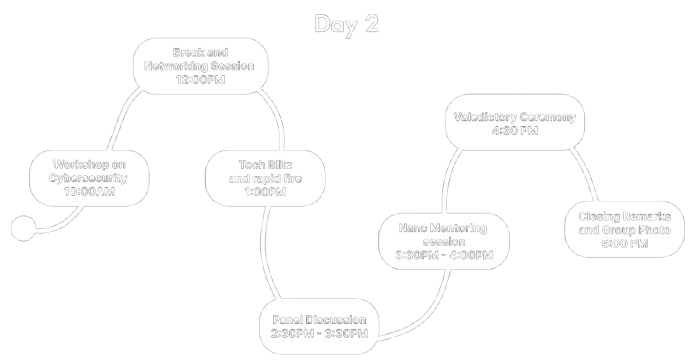 Day 2
Workshop on
Cybersecurity
10:00AM
Break and
Networking Session
12:00PM
Tech Blitz
and rapid fire
1:00PM
Panel Discussion
2:30PM - 3:30PM
Nano Mentoring
session
3:30PM - 4:00PM
Valedictory Ceremony
4:30 PM
Closing Remarks
and Group Photo
5:00 PM